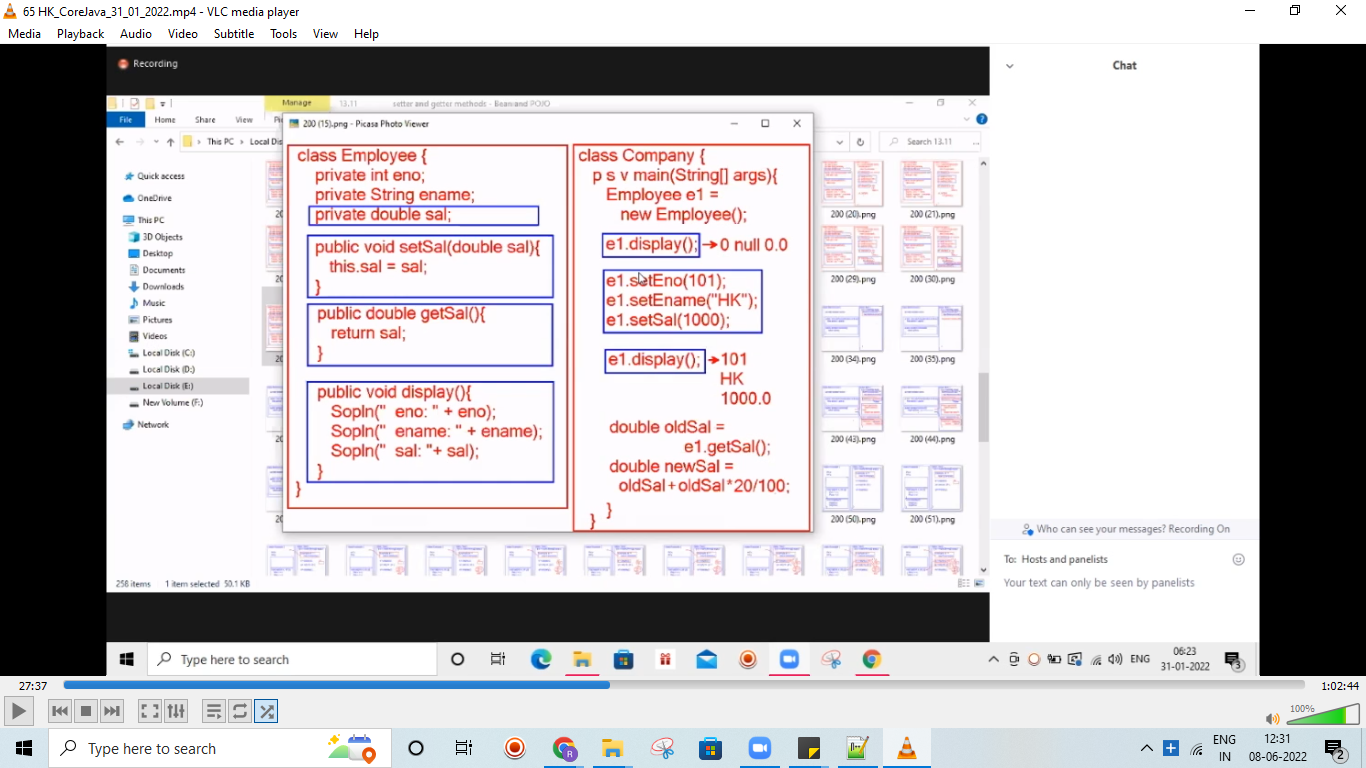 65 HK_CoreJava_31_01_2022.mp4 - VLC media player
Media Playback Audio Video Subtitle Tools View Help
Recording
Manage 13.11 setter and getter methods - Bean and POJO
File Home Share View
This PC Local Dis
Search 13.11
200 (15).png - Picasa Photo Viewer
Quick access
OneDrive
This PC
3D Objects
Desktop
Documents
Downloads
Music
Pictures
Videos
Local Disk (C:)
Local Disk (D:)
Local Disk (E:)
New Volume (F:)
Network
class Employee {
private int eno;
private String ename;
private double sal;
public void setSal(double sal){
this.sal = sal;
}
public double getSal(){
return sal;
}
public void display(){
Sopln(" eno: " + eno);
Sopln(" ename: " + ename);
Sopln(" sal: "+ sal);
}
}
class Company {
p s v main(String[] args){
Employee e1 =
new Employee();
e1.display(); → 0 null 0.0
e1.setEno(101);
e1.setEname("HK");
e1.setSal(1000);
e1.display(); → 101
HK
1000.0
double oldSal =
e1.getSal();
double newSal =
oldSal+oldSal*20/100;
}
}
200 (20).png 200 (21).png
200 (29).png 200 (30).png
200 (34).png 200 (35).png
200 (43).png 200 (44).png
200 (50).png 200 (51).png
258 items 1 item selected 50.1 KB
Chat
Who can see your messages? Recording On
To: Hosts and panelists
Your text can only be seen by panelists
Type here to search
ENG
06:23
31-01-2022
3
27:37
1:02:44
100%
Type here to search
ENG
IN
12:31
08-06-2022
2